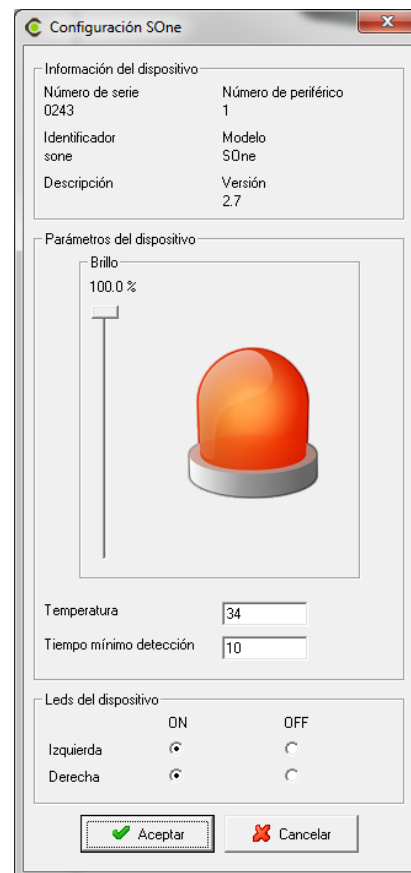 Configuración SOne
Información del dispositivo
Número de serie Número de periférico
0243 1
Identificador Modelo
sone SOne
Descripción Versión
2.7
Parámetros del dispositivo
Brillo
100.0 %
Temperatura 34
Tiempo mínimo detección 10
Leds del dispositivo
ON OFF
Izquierda
Derecha
Aceptar Cancelar